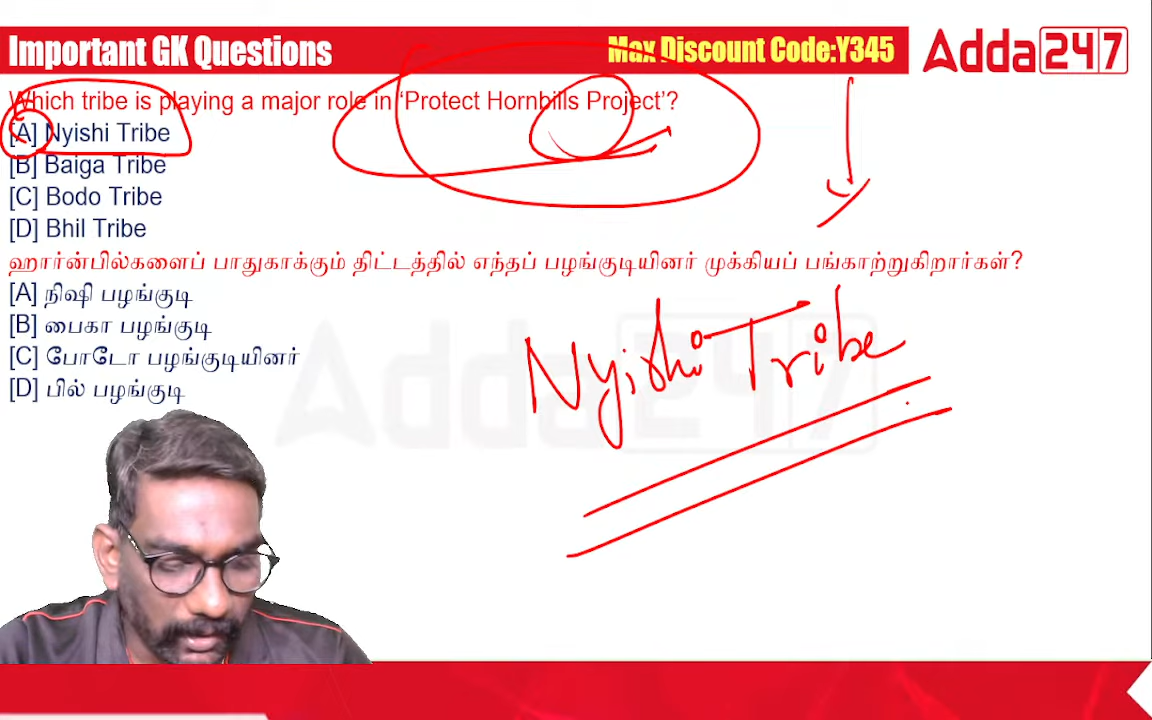 Important GK Questions
Max Discount Code:Y345
Adda247
Which tribe is playing a major role in ‘Protect Hornbills Project’?
[A] Nyishi Tribe
[B] Baiga Tribe
[C] Bodo Tribe
[D] Bhil Tribe
ஹார்ன்பில்களைப் பாதுகாக்கும் திட்டத்தில் எந்தப் பழங்குடியினர் முக்கியப் பங்காற்றுகிறார்கள்?
[A] நிஷி பழங்குடி
[B] பைகா பழங்குடி
[C] போடோ பழங்குடியினர்
[D] பில் பழங்குடி
Nyishi Tribe
Adda247